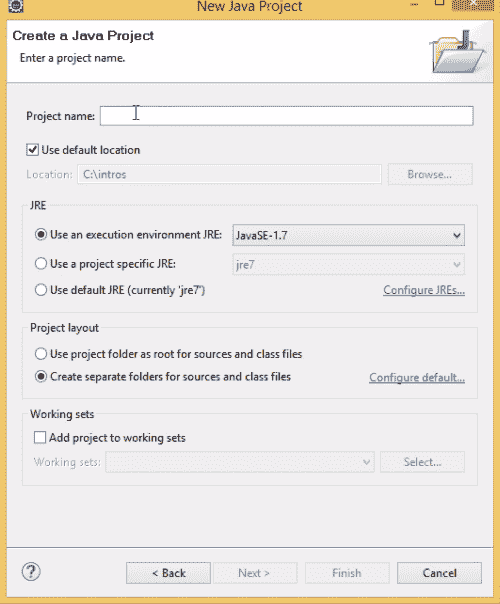 New Java Project
Create a Java Project
Enter a project name.
Project name:
Use default location
Location: C:\intros Browse...
JRE
Use an execution environment JRE: JavaSE-1.7
Use a project specific JRE: jre7
Use default JRE (currently 'jre7') Configure JREs...
Project layout
Use project folder as root for sources and class files
Create separate folders for sources and class files Configure default...
Working sets
Add project to working sets
Working sets: Select...
? < Back Next > Finish Cancel